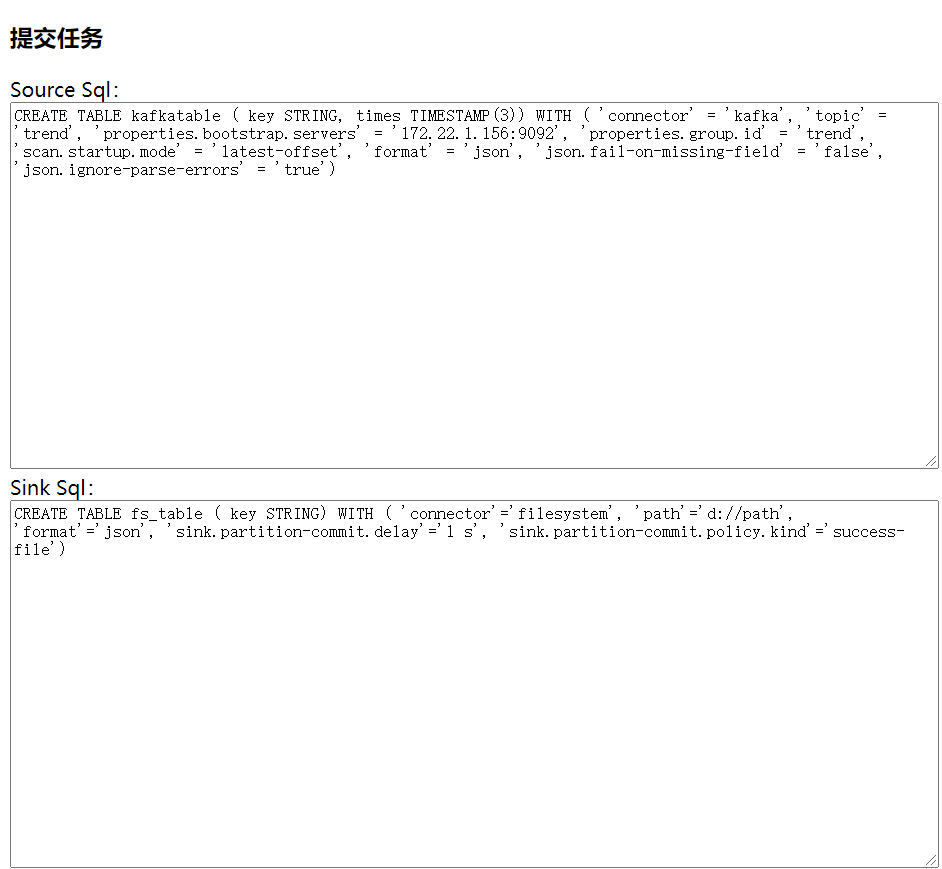 提交任务
Source Sql:
CREATE TABLE kafkatable ( key STRING, times TIMESTAMP(3)) WITH ( 'connector' = 'kafka', 'topic' =
'trend', 'properties.bootstrap.servers' = '172.22.1.156:9092', 'properties.group.id' = 'trend',
'scan.startup.mode' = 'latest-offset', 'format' = 'json', 'json.fail-on-missing-field' = 'false',
'json.ignore-parse-errors' = 'true')
Sink Sql:
CREATE TABLE fs_table ( key STRING) WITH ( 'connector'='filesystem', 'path'='d://path',
'format'='json', 'sink.partition-commit.delay'='1 s', 'sink.partition-commit.policy.kind'='success-
file')